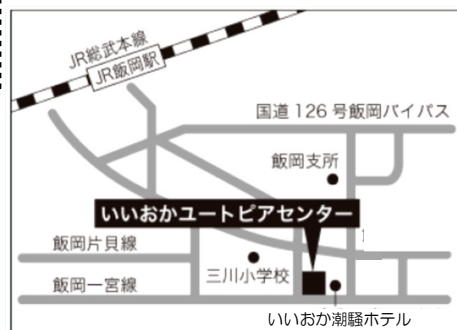 JR総武本線
JR飯岡駅
国道126号飯岡バイパス
飯岡支所
いいおかユートピアセンター
飯岡片貝線
三川小学校
飯岡一宮線
いいおか潮騒ホテル